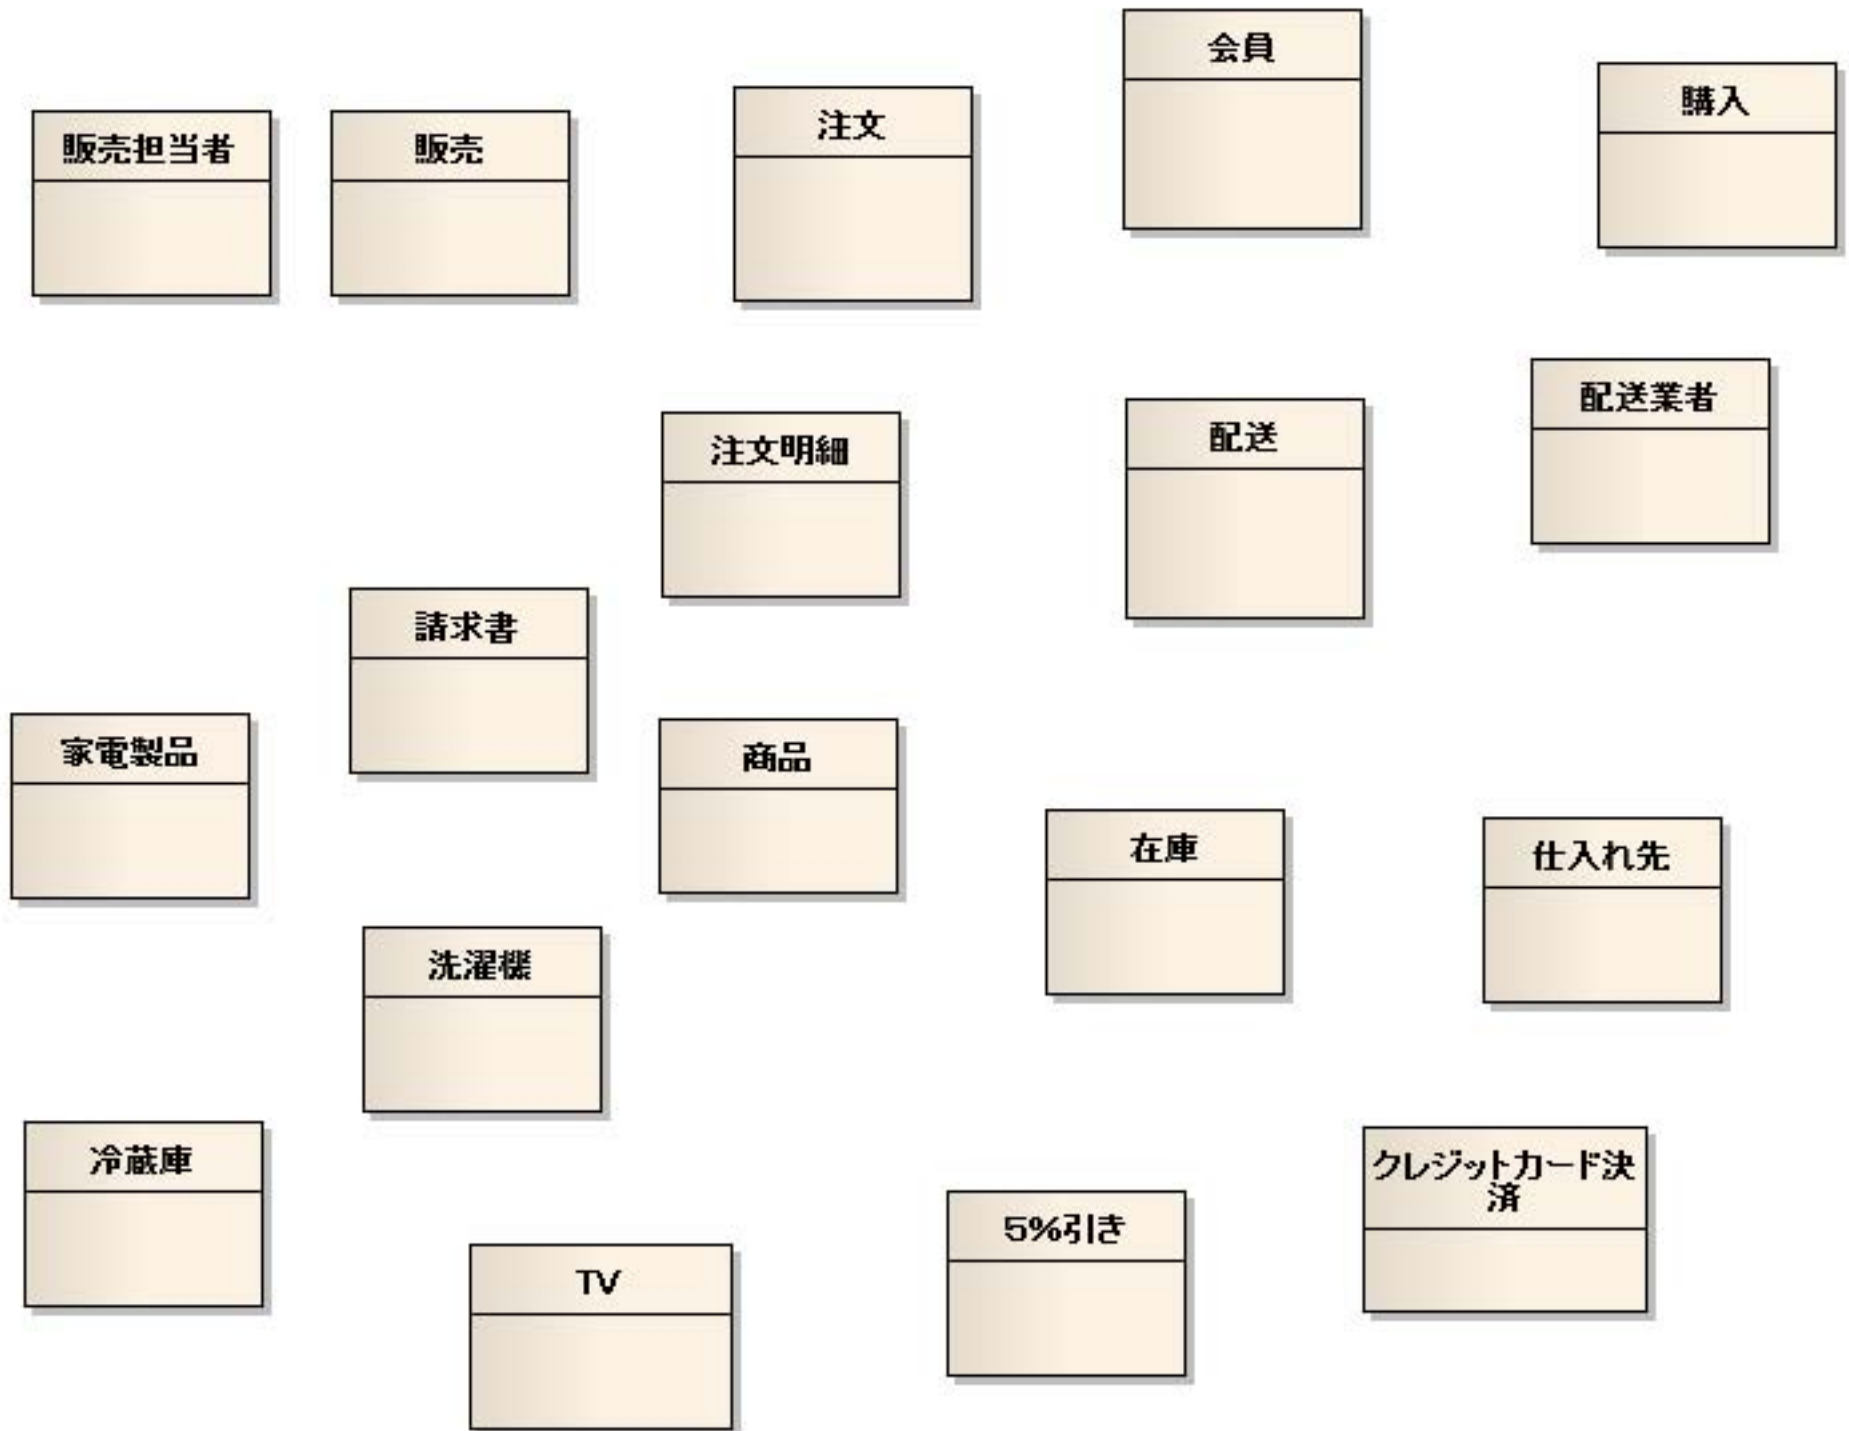 会員
購入
注文
販売担当者
販売
配送業者
配送
注文明細
請求書
家電製品
商品
在庫
仕入れ先
洗濯機
冷蔵庫
クレジットカード決
済
5%引き
TV